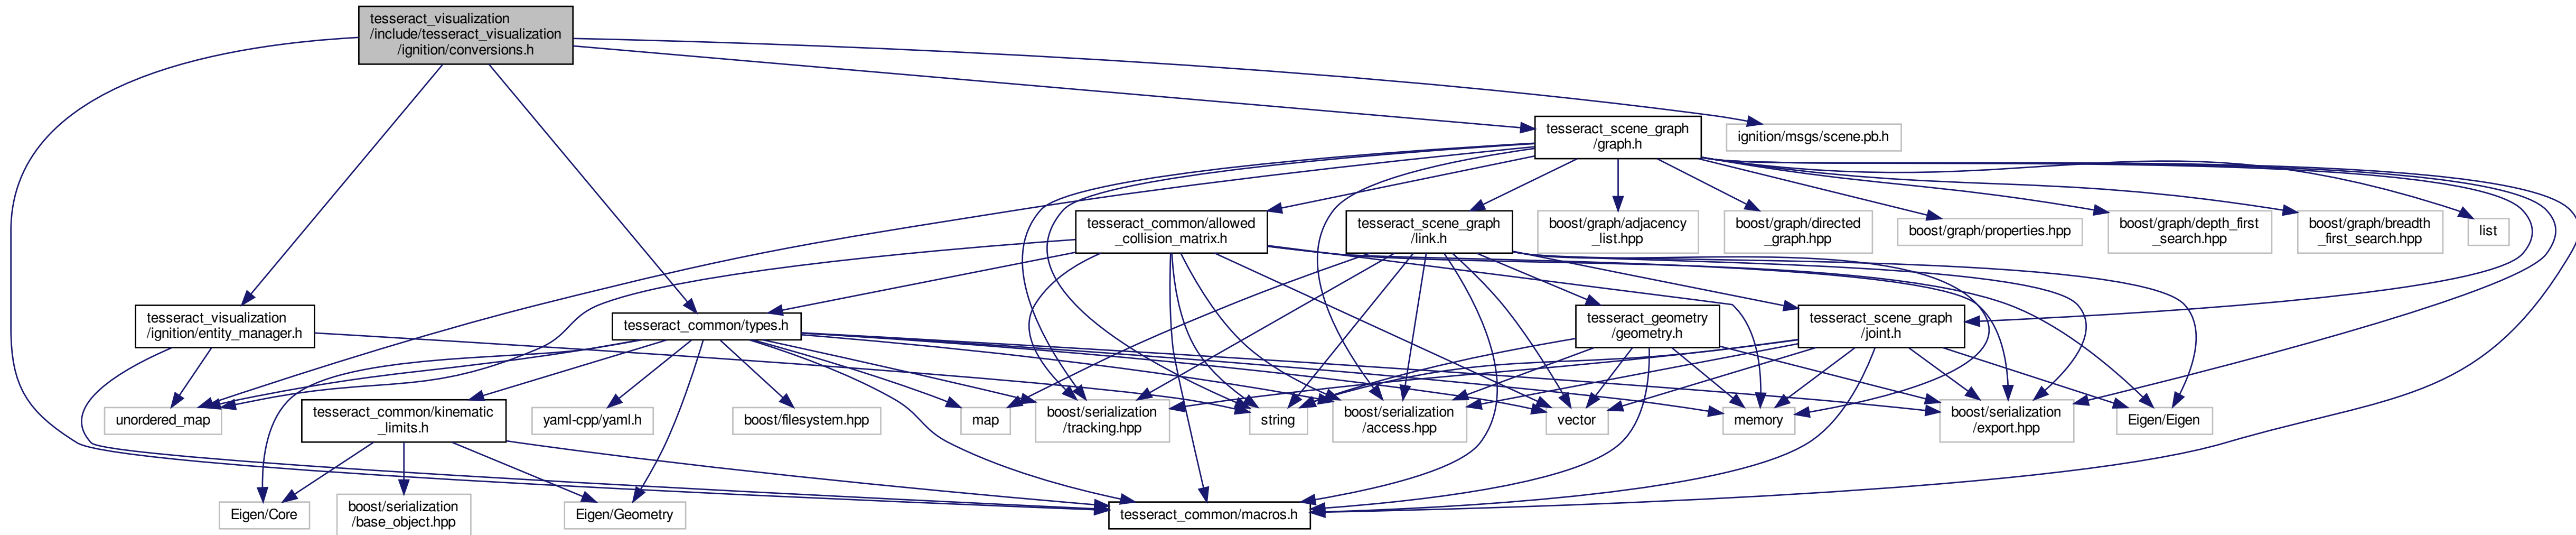 tesseract_visualization
/include/tesseract_visualization
/ignition/conversions.h
tesseract_scene_graph
/graph.h
ignition/msgs/scene.pb.h
tesseract_common/allowed
_collision_matrix.h
tesseract_scene_graph
/link.h
boost/graph/adjacency
_list.hpp
boost/graph/directed
_graph.hpp
boost/graph/properties.hpp
boost/graph/depth_first
_search.hpp
boost/graph/breadth
_first_search.hpp
list
tesseract_visualization
/ignition/entity_manager.h
tesseract_common/types.h
tesseract_geometry
/geometry.h
tesseract_scene_graph
/joint.h
unordered_map
tesseract_common/kinematic
_limits.h
yaml-cpp/yaml.h
boost/filesystem.hpp
map
boost/serialization
/tracking.hpp
string
boost/serialization
/access.hpp
vector
memory
boost/serialization
/export.hpp
Eigen/Eigen
Eigen/Core
boost/serialization
/base_object.hpp
Eigen/Geometry
tesseract_common/macros.h